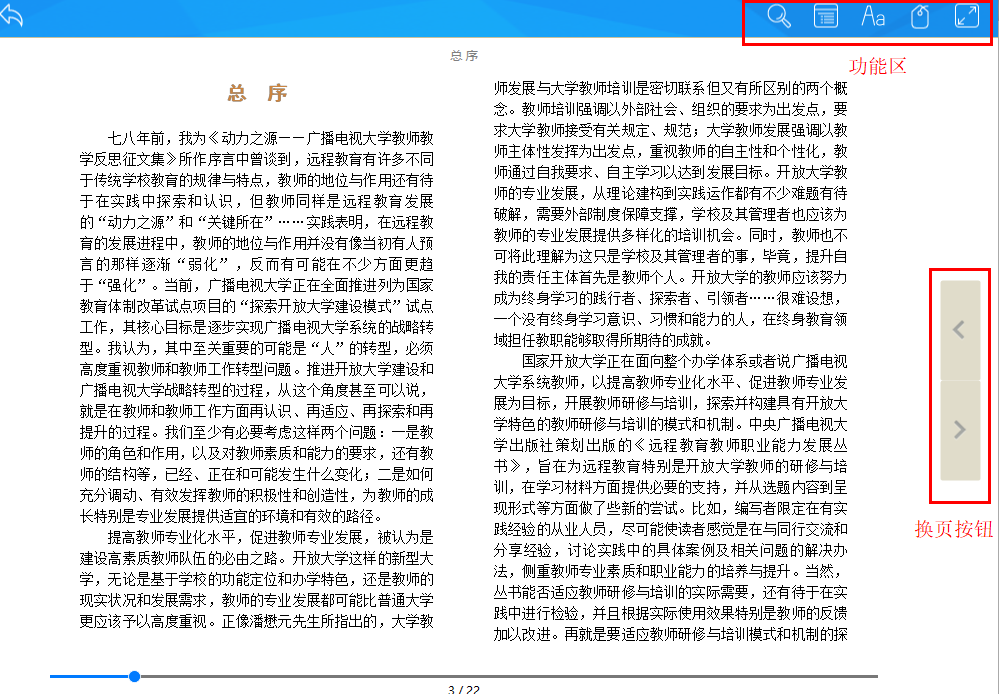 Aa
功能区
总 序
总 序
七八年前，我为《动力之源——广播电视大学教师教
学反思征文集》所作序言中曾谈到，远程教育有许多不同
于传统学校教育的规律与特点，教师的地位与作用还有待
于在实践中探索和认识，但教师同样是远程教育发展
的“动力之源”和“关键所在”……实践表明，在远程教
育的发展进程中，教师的地位与作用并没有像当初有人预
言的那样逐渐“弱化”，反而有可能在不少方面更趋
于“强化”。当前，广播电视大学正在全面推进列为国家
教育体制改革试点项目的“探索开放大学建设模式”试点
工作，其核心目标是逐步实现广播电视大学系统的战略转
型。我认为，其中至关重要的可能是“人”的转型，必须
高度重视教师和教师工作转型问题。推进开放大学建设和
广播电视大学战略转型的过程，从这个角度甚至可以说，
就是在教师和教师工作方面再认识、再适应、再探索和再
提升的过程。我们至少有必要考虑这样两个问题：一是教
师的角色和作用，以及对教师素质和能力的要求，还有教
师的结构等，已经、正在和可能发生什么变化；二是如何
充分调动、有效发挥教师的积极性和创造性，为教师的成
长特别是专业发展提供适宜的环境和有效的路径。
提高教师专业化水平，促进教师专业发展，被认为是
建设高素质教师队伍的必由之路。开放大学这样的新型大
学，无论是基于学校的功能定位和办学特色，还是教师的
现实状况和发展需求，教师的专业发展都可能比普通大学
更应该予以高度重视。正像潘懋元先生所指出的，大学教
师发展与大学教师培训是密切联系但又有所区别的两个概
念。教师培训强调以外部社会、组织的要求为出发点，要
求大学教师接受有关规定、规范；大学教师发展强调以教
师主体性发挥为出发点，重视教师的自主性和个性化，教
师通过自我要求、自主学习以达到发展目标。开放大学教
师的专业发展，从理论建构到实践运作都有不少难题有待
破解，需要外部制度保障支撑，学校及其管理者也应该为
教师的专业发展提供多样化的培训机会。同时，教师也不
可将此理解为这只是学校及其管理者的事，毕竟，提升自
我的责任主体首先是教师个人。开放大学的教师应该努力
成为终身学习的践行者、探索者、引领者……很难设想，
一个没有终身学习意识、习惯和能力的人，在终身教育领
域担任教职能够取得所期待的成就。
国家开放大学正在面向整个办学体系或者说广播电视
大学系统教师，以提高教师专业化水平、促进教师专业发
展为目标，开展教师研修与培训，探索并构建具有开放大
学特色的教师研修与培训的模式和机制。中央广播电视大
学出版社策划出版的《远程教育教师职业能力发展丛
书》，旨在为远程教育特别是开放大学教师的研修与培
训，在学习材料方面提供必要的支持，并从选题内容到呈
现形式等方面做了些新的尝试。比如，编写者限定在有实
践经验的从业人员，尽可能使读者感觉是在与同行交流和
分享经验，讨论实践中的具体案例及相关问题的解决办
法，侧重教师专业素质和职业能力的培养与提升。当然，
丛书能否适应教师研修与培训的实际需要，还有待于在实
践中进行检验，并且根据实际使用效果特别是教师的反馈
加以改进。再就是要适应教师研修与培训模式和机制的探
换页按钮
3 / 22